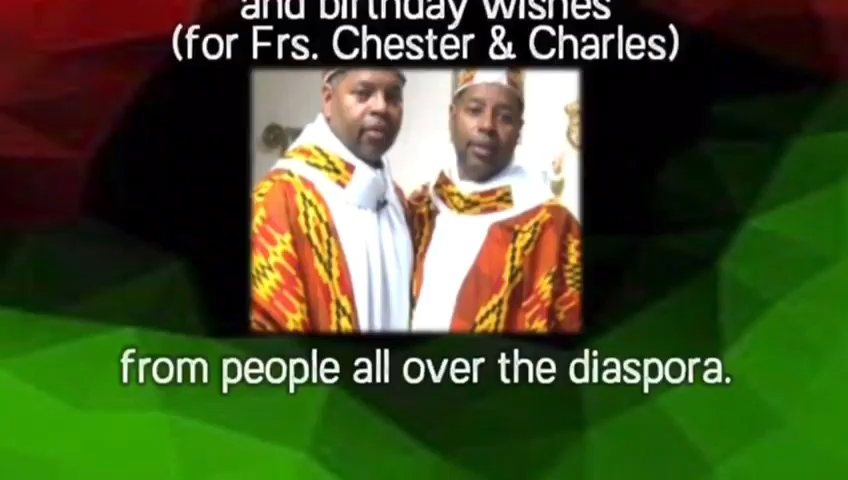 and birthday wishes
(for Frs. Chester & Charles)
from people all over the diaspora.